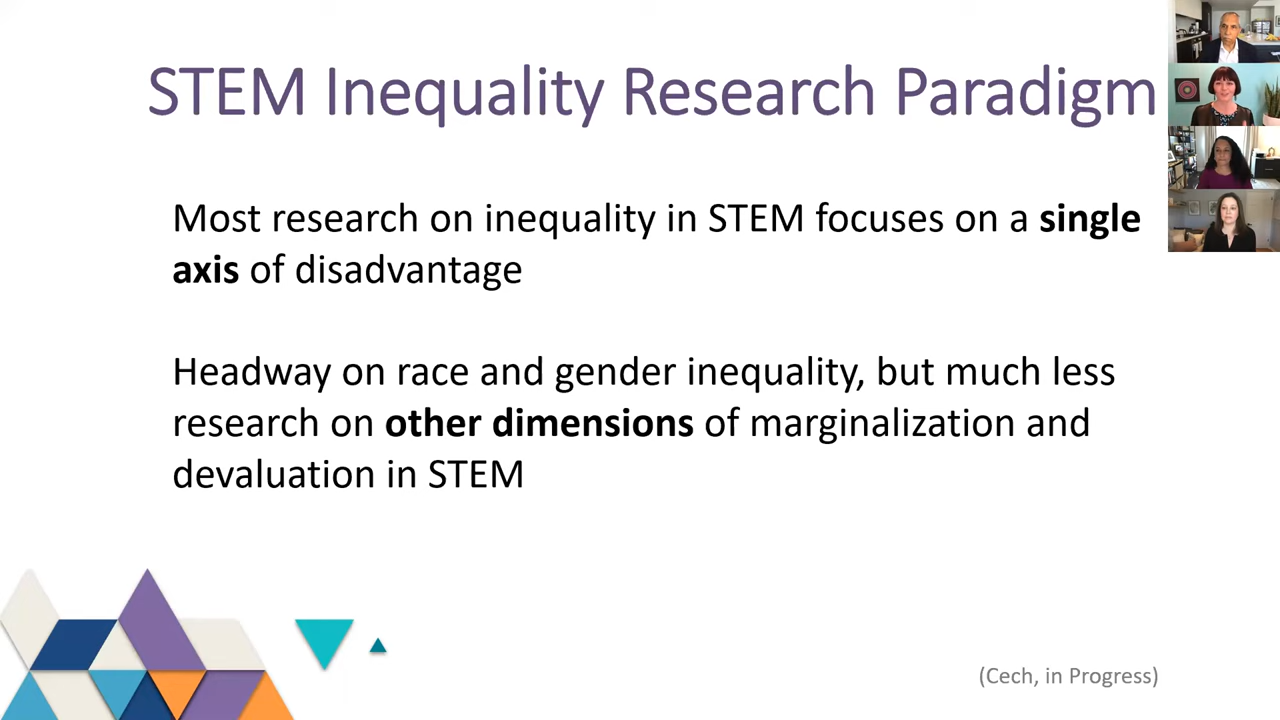 STEM Inequality Research Paradigm
Most research on inequality in STEM focuses on a single
axis of disadvantage
Headway on race and gender inequality, but much less
research on other dimensions of marginalization and
devaluation in STEM
(Cech, in Progress)